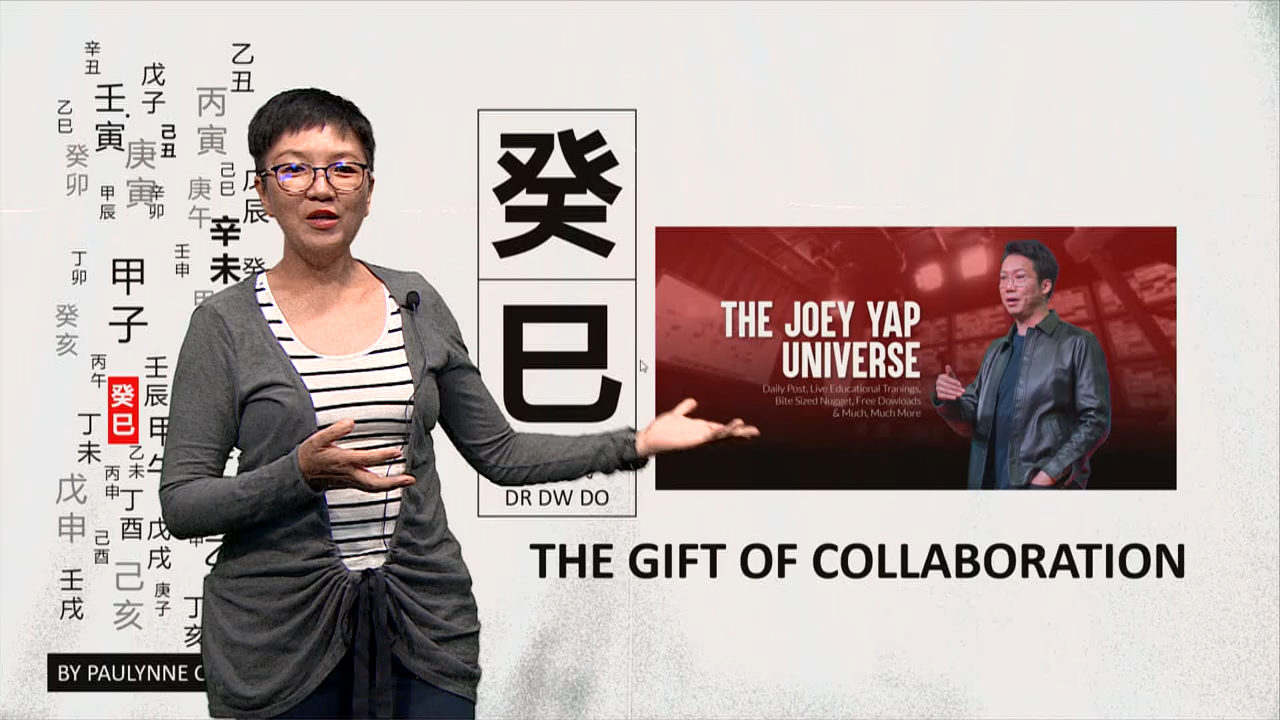 辛丑
乙丑
戊子
壬寅
丙寅
乙巳
己丑
庚寅
癸卯
己巳
庚午
甲辰
辛卯
辛未
壬申
丁卯
甲子
癸亥
丙午
壬辰
癸巳
丁未
乙未
丙申
丁酉
戊申
戊戌
己酉
己亥
庚子
壬戌
丁亥
BY PAULYNNE
癸
巳
DR DW DO
THE JOEY YAP
UNIVERSE
Daily Post, Live Educational Tranings,
Bite Sized Nugget, Free Dowloads
& Much, Much More
THE GIFT OF COLLABORATION